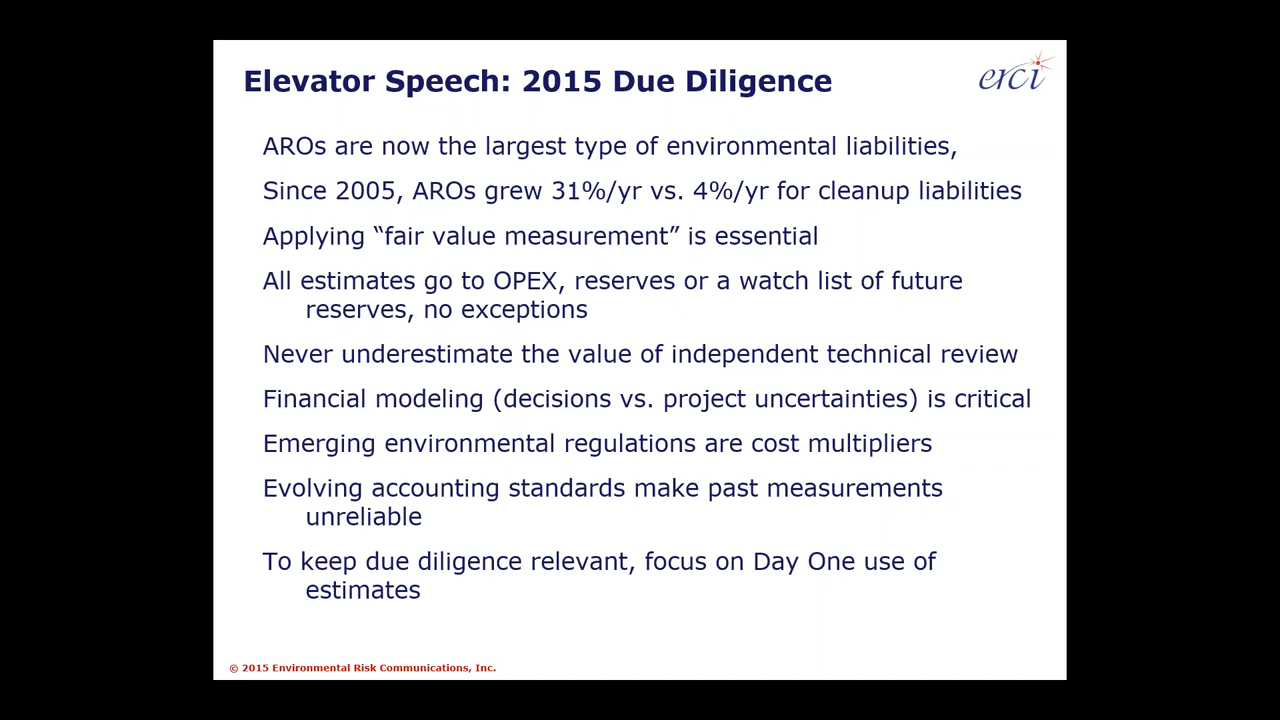 Elevator Speech: 2015 Due Diligence
erci
AROs are now the largest type of environmental liabilities,
Since 2005, AROs grew 31%/yr vs. 4%/yr for cleanup liabilities
Applying “fair value measurement” is essential
All estimates go to OPEX, reserves or a watch list of future
reserves, no exceptions
Never underestimate the value of independent technical review
Financial modeling (decisions vs. project uncertainties) is critical
Emerging environmental regulations are cost multipliers
Evolving accounting standards make past measurements
unreliable
To keep due diligence relevant, focus on Day One use of
estimates
© 2015 Environmental Risk Communications, Inc.